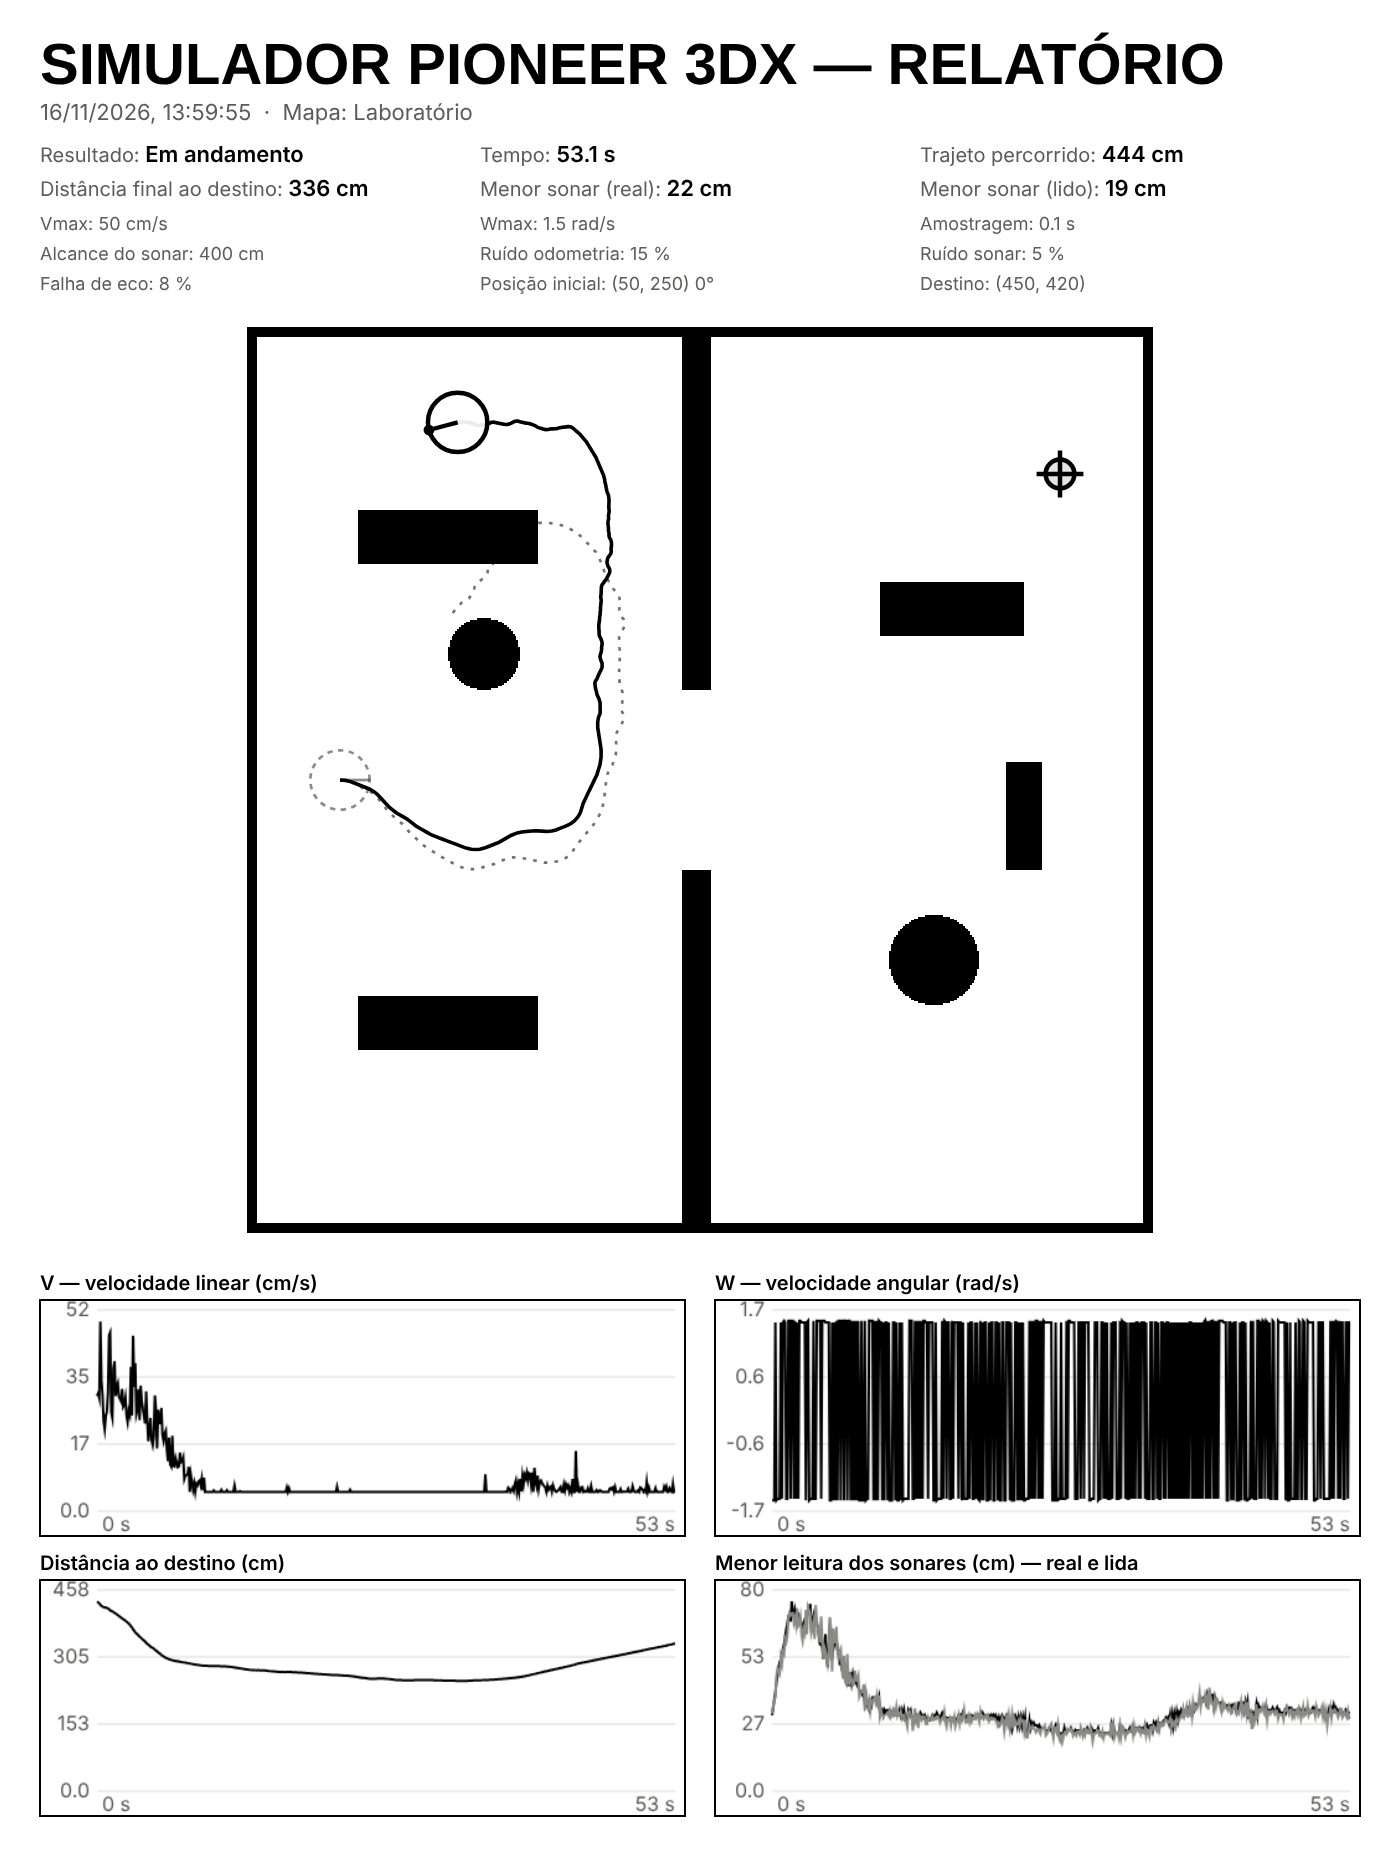 SIMULADOR PIONEER 3DX — RELATÓRIO
16/11/2026, 13:59:55 · Mapa: Laboratório
Resultado: Em andamento Tempo: 53.1 s Trajeto percorrido: 444 cm
Distância final ao destino: 336 cm Menor sonar (real): 22 cm Menor sonar (lido): 19 cm
Vmax: 50 cm/s Wmax: 1.5 rad/s Amostragem: 0.1 s
Alcance do sonar: 400 cm Ruído odometria: 15 % Ruído sonar: 5 %
Falha de eco: 8 % Posição inicial: (50, 250) 0° Destino: (450, 420)
V — velocidade linear (cm/s)
52
35
17
0.0
0 s 53 s
W — velocidade angular (rad/s)
1.7
0.6
-0.6
-1.7
0 s 53 s
Distância ao destino (cm)
458
305
153
0.0
0 s 53 s
Menor leitura dos sonares (cm) — real e lida
80
53
27
0.0
0 s 53 s